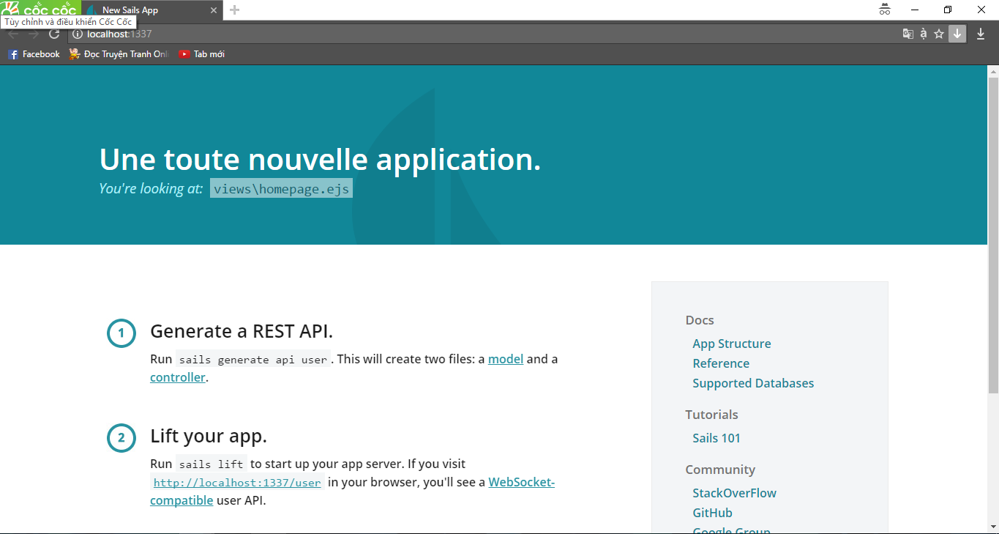 cốc cốc
New Sails App
Tùy chỉnh và điều khiển Cốc Cốc
localhost:1337
Facebook
Đọc Truyện Tranh Onl
Tab mới
Une toute nouvelle application.
You're looking at: views\homepage.ejs
1
Generate a REST API.
Run sails generate api user. This will create two files: a model and a
controller.
2
Lift your app.
Run sails lift to start up your app server. If you visit
http://localhost:1337/user in your browser, you'll see a WebSocket-
compatible user API.
Docs
App Structure
Reference
Supported Databases
Tutorials
Sails 101
Community
StackOverFlow
GitHub
Google Group